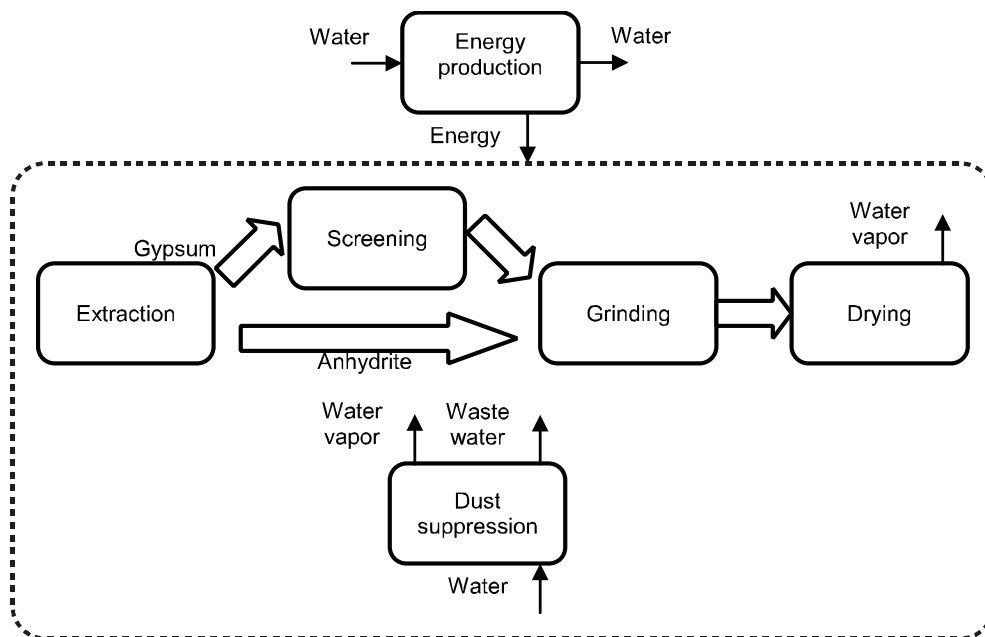 Water
Energy
production
Water
Energy
Water
vapor
Gypsum
Screening
Extraction
Grinding
Drying
Anhydrite
Water
vapor
Waste
water
Dust
suppression
Water